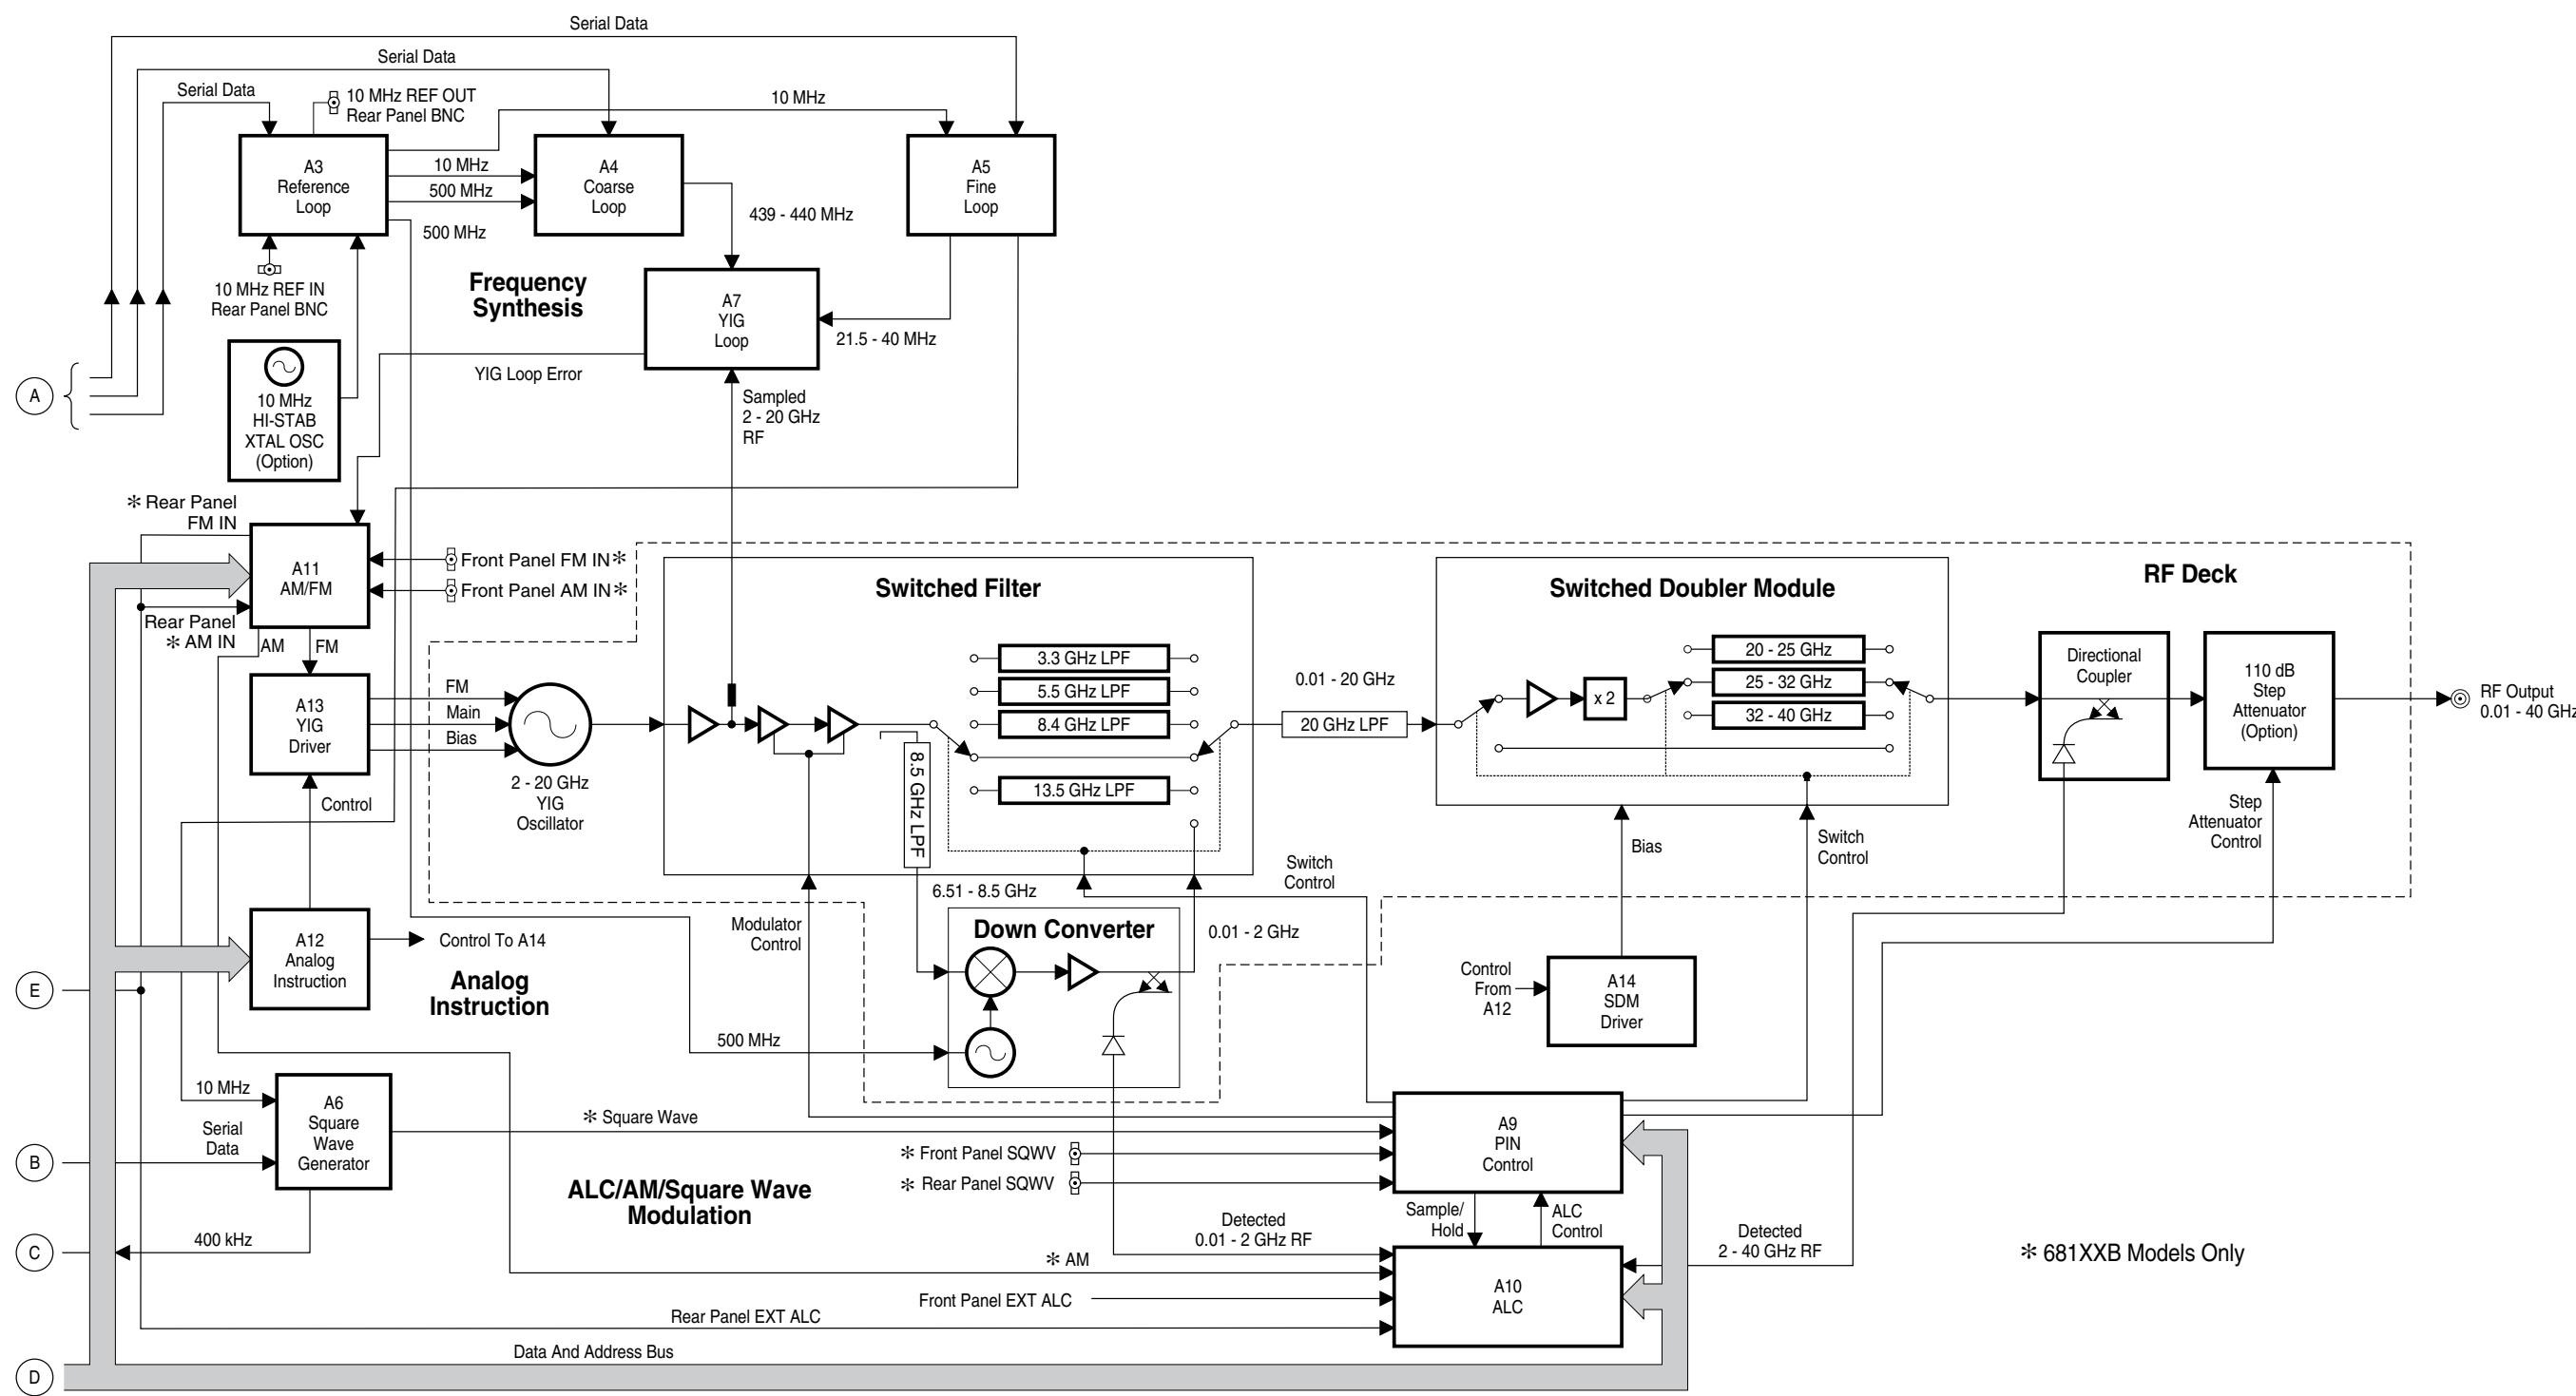 Serial Data
Serial Data
Serial Data
10 MHz REF OUT
Rear Panel BNC
10 MHz
A3
Reference
Loop
10 MHz
500 MHz
A4
Coarse
Loop
A5
Fine
Loop
500 MHz
439 - 440 MHz
10 MHz REF IN
Rear Panel BNC
Frequency
Synthesis
A7
YIG
Loop
21.5 - 40 MHz
YIG Loop Error
10 MHz
HI-STAB
XTAL OSC
(Option)
A
Sampled
2 - 20 GHz
RF
* Rear Panel
FM IN
A11
AM/FM
Front Panel FM IN *
Front Panel AM IN *
Rear Panel
* AM IN
AM
FM
Switched Filter
Switched Doubler Module
RF Deck
3.3 GHz LPF
5.5 GHz LPF
8.4 GHz LPF
13.5 GHz LPF
8.5 GHz LPF
0.01 - 20 GHz
20 GHz LPF
x 2
20 - 25 GHz
25 - 32 GHz
32 - 40 GHz
Directional
Coupler
110 dB
Step
Attenuator
(Option)
RF Output
0.01 - 40 GHz
A13
YIG
Driver
FM
Main
Bias
2 - 20 GHz
YIG
Oscillator
Control
Step
Attenuator
Control
Bias
Switch
Control
Switch
Control
6.51 - 8.5 GHz
Modulator
Control
Down Converter
0.01 - 2 GHz
A12
Analog
Instruction
Control To A14
Analog
Instruction
E
Control
From
A12
A14
SDM
Driver
500 MHz
10 MHz
Serial
Data
A6
Square
Wave
Generator
B
* Square Wave
* Front Panel SQWV
* Rear Panel SQWV
A9
PIN
Control
ALC/AM/Square Wave
Modulation
Sample/
Hold
ALC
Control
C
400 kHz
Detected
0.01 - 2 GHz RF
Detected
2 - 40 GHz RF
* 681XXB Models Only
* AM
Front Panel EXT ALC
A10
ALC
Rear Panel EXT ALC
Data And Address Bus
D